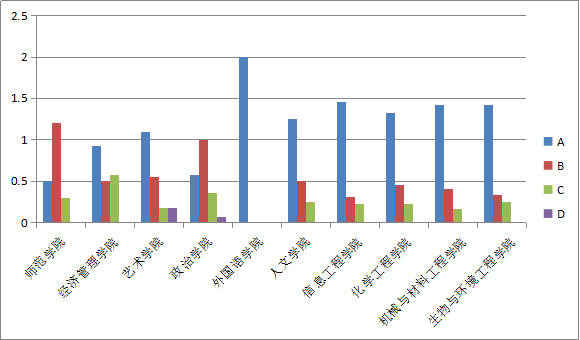 2.5
2
1.5
1
0.5
0
师范学院
经济管理学院
艺术学院
政治学院
外国语学院
人文学院
信息工程学院
化学工程学院
机械与材料工程学院
生物与环境工程学院
A
B
C
D